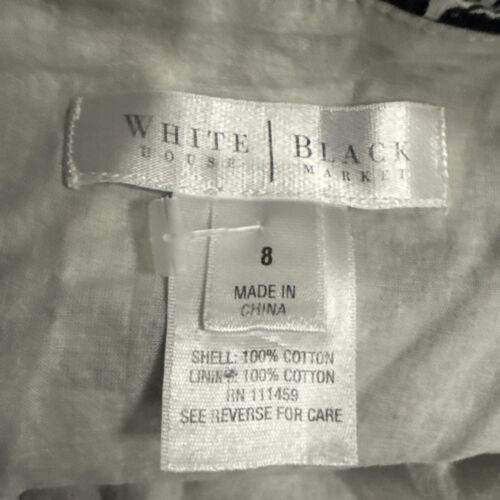 WHITE | BLACK
HOUSE MARKET
8
MADE IN
CHINA
SHELL: 100% COTTON
LINING: 100% COTTON
RN 111459
SEE REVERSE FOR CARE